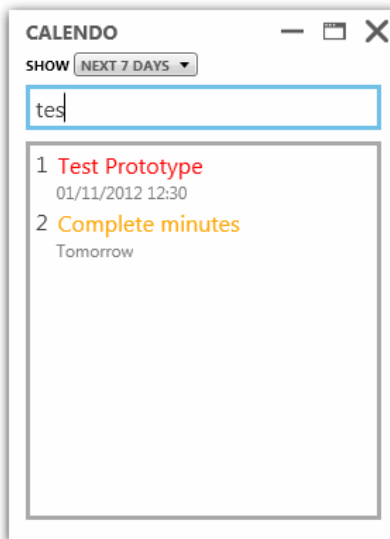 CALENDO
SHOW NEXT 7 DAYS
tes
1 Test Prototype
01/11/2012 12:30
2 Complete minutes
Tomorrow